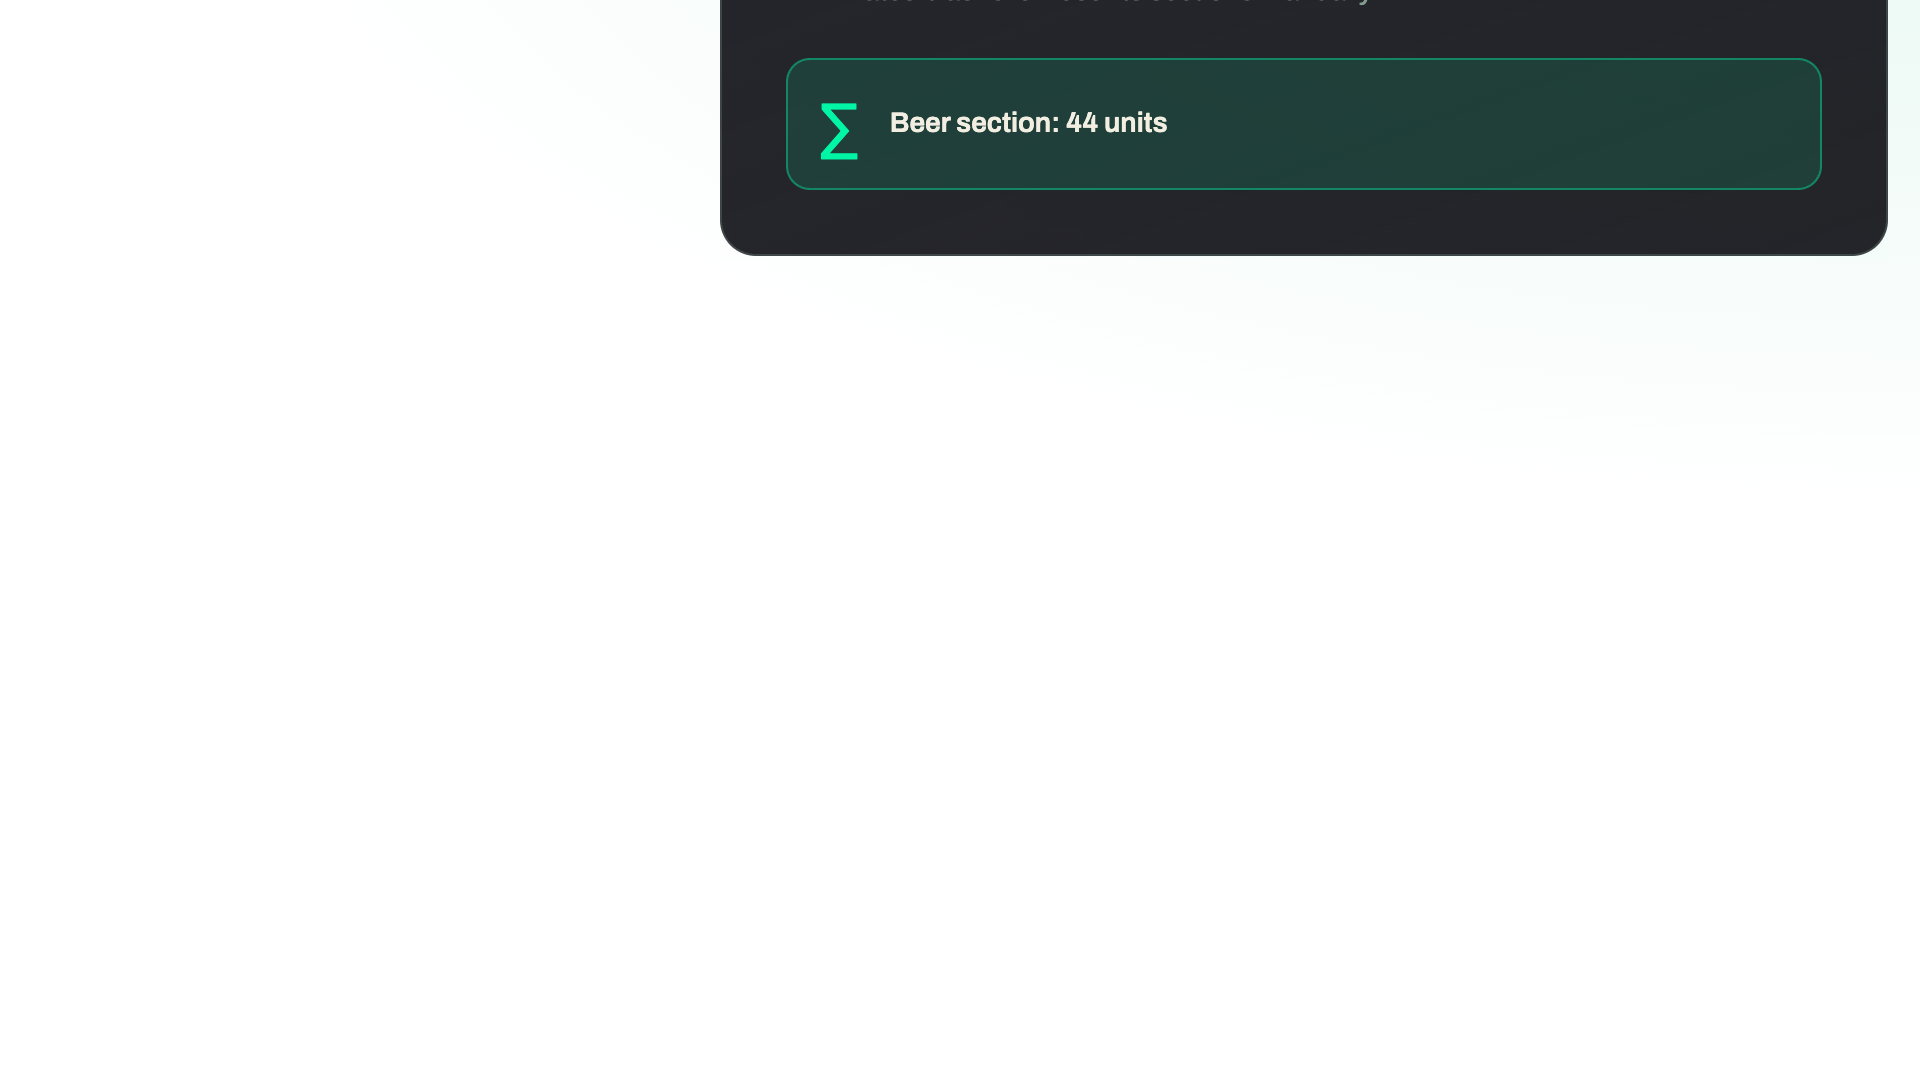 Σ Beer section: 44 units